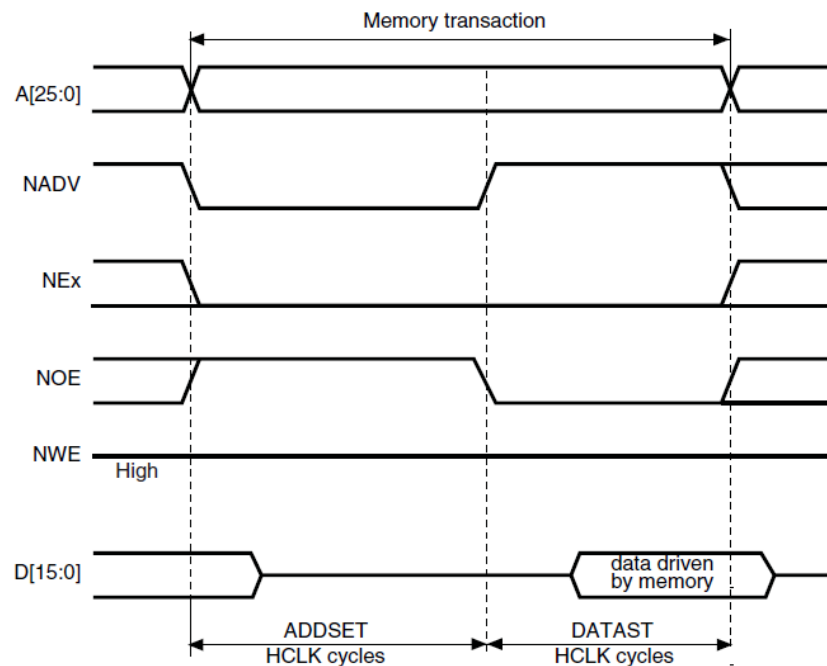 Memory transaction
A[25:0]
NADV
NEx
NOE
NWE
High
D[15:0]
data driven
by memory
ADDSET
HCLK cycles
DATAST
HCLK cycles